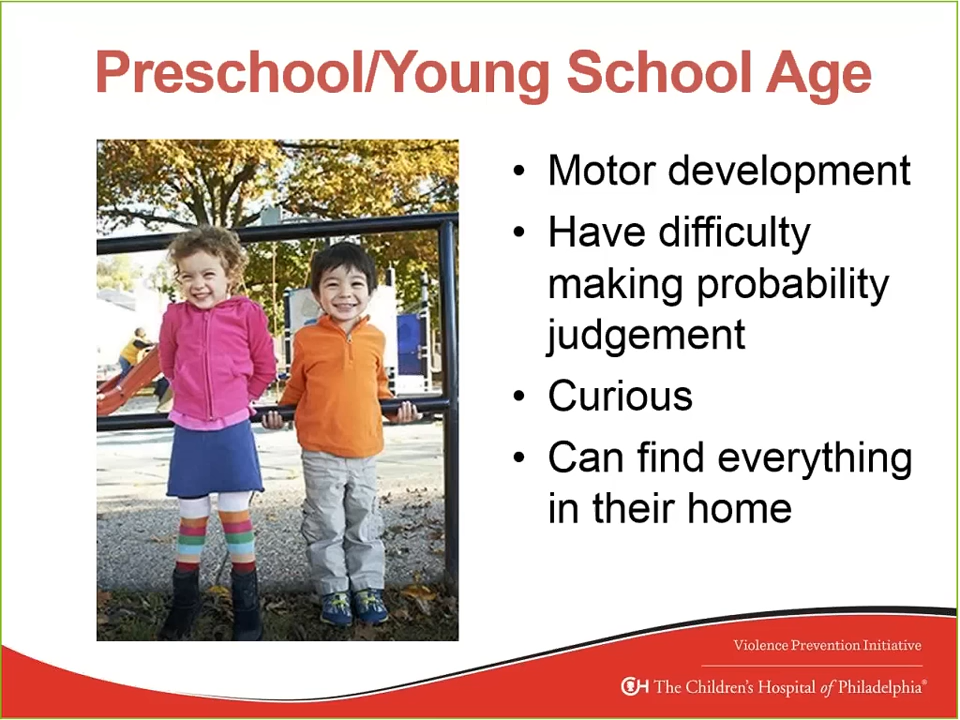 Preschool/Young School Age
• Motor development
• Have difficulty
making probability
judgement
• Curious
• Can find everything
in their home
Violence Prevention Initiative
CH The Children's Hospital of Philadelphia®